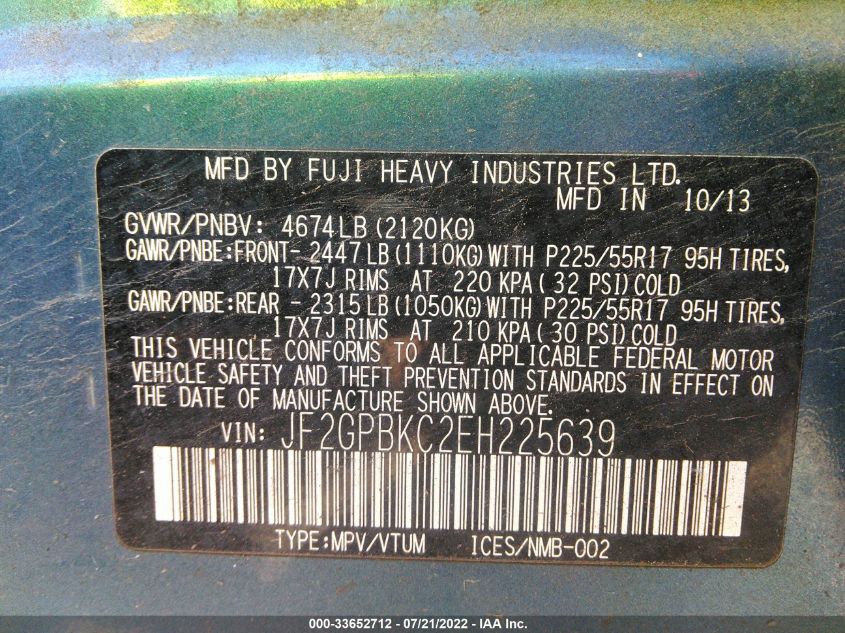 MFD BY FUJI HEAVY INDUSTRIES LTD.
MFD IN 10/13
GVWR/PNBV: 4674LB(2120KG)
GAWR/PNBE:FRONT- 2447LB(1110KG)WITH P225/55R17 95H TIRES,
17X7J RIMS AT 220 KPA(32 PSI)COLD
GAWR/PNBE:REAR - 2315LB(1050KG)WITH P225/55R17 95H TIRES,
17X7J RIMS AT 210 KPA(30 PSI)COLD
THIS VEHICLE CONFORMS TO ALL APPLICABLE FEDERAL MOTOR
VEHICLE SAFETY AND THEFT PREVENTION STANDARDS IN EFFECT ON
THE DATE OF MANUFACTURE SHOWN ABOVE.
VIN: JF2GPBKC2EH225639
TYPE:MPV/VTUM ICES/NMB-002
000-33652712 - 07/21/2022 - IAA Inc.